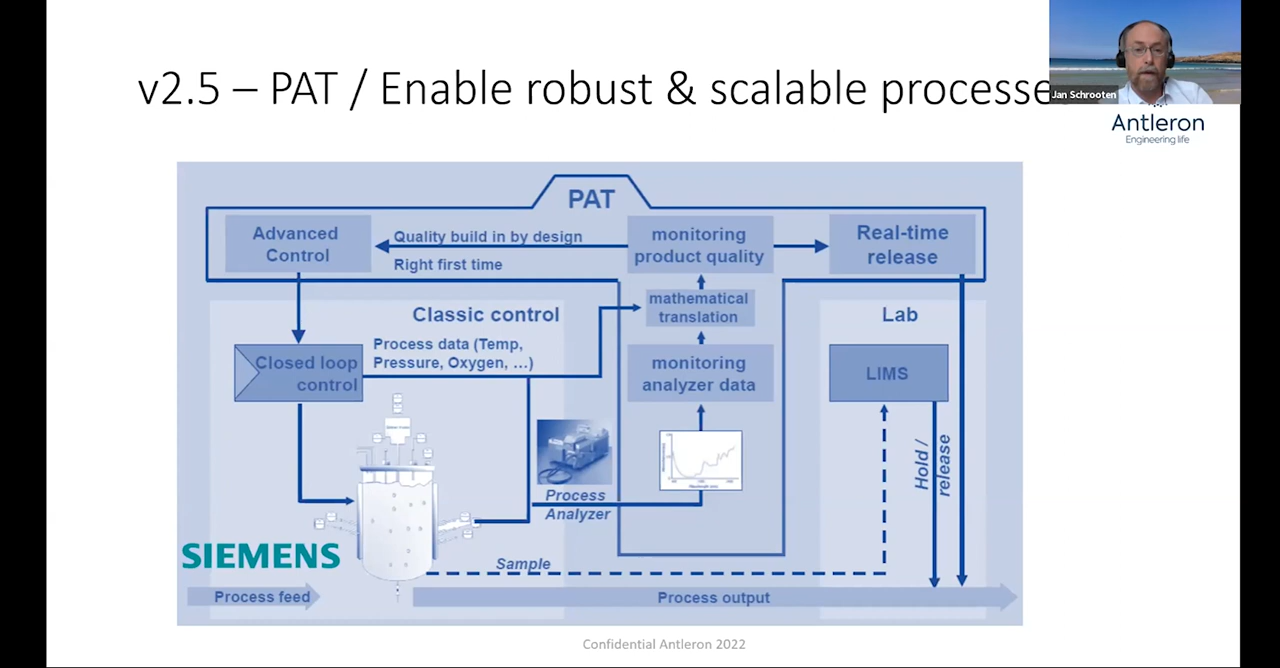 v2.5 – PAT / Enable robust & scalable processe
Jan Schrooten
Antleron
Engineering life
PAT
Advanced
Control
Quality build in by design
Right first time
monitoring
product quality
Real-time
release
mathematical
translation
Classic control
Lab
Process data (Temp,
Pressure, Oxygen, ...)
Closed loop
control
monitoring
analyzer data
LIMS
Hold /
release
Process
Analyzer
SIEMENS
Sample
Process feed
Process output
Confidential Antleron 2022